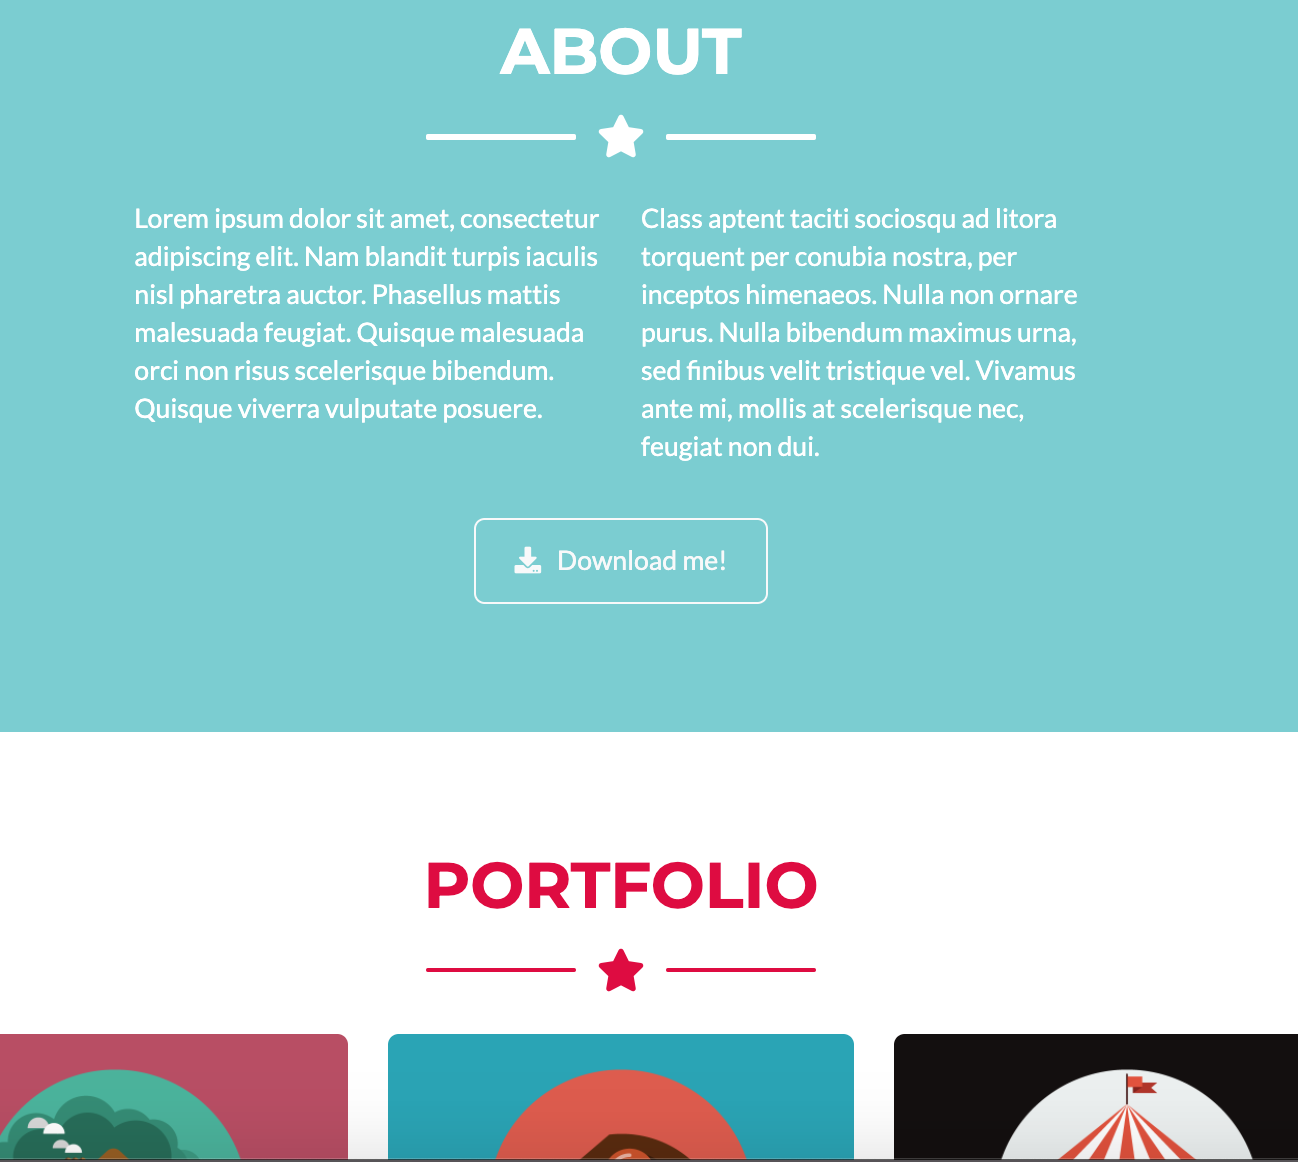 ABOUT
Lorem ipsum dolor sit amet, consectetur
adipiscing elit. Nam blandit turpis iaculis
nisl pharetra auctor. Phasellus mattis
malesuada feugiat. Quisque malesuada
orci non risus scelerisque bibendum.
Quisque viverra vulputate posuere.
Class aptent taciti sociosqu ad litora
torquent per conubia nostra, per
inceptos himenaeos. Nulla non ornare
purus. Nulla bibendum maximus urna,
sed finibus velit tristique vel. Vivamus
ante mi, mollis at scelerisque nec,
feugiat non dui.
Download me!
PORTFOLIO